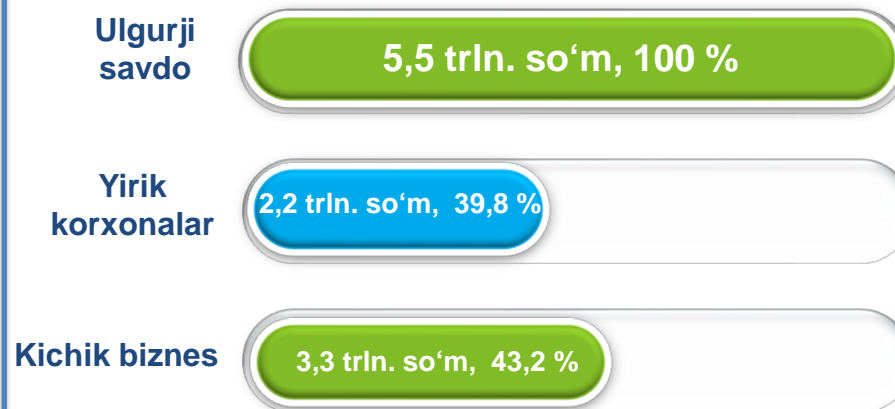 Ulgurji
savdo
5,5 trln. so‘m, 100 %
Yirik
korxonalar
2,2 trln. so‘m, 39,8 %
Kichik biznes
3,3 trln. so‘m, 43,2 %